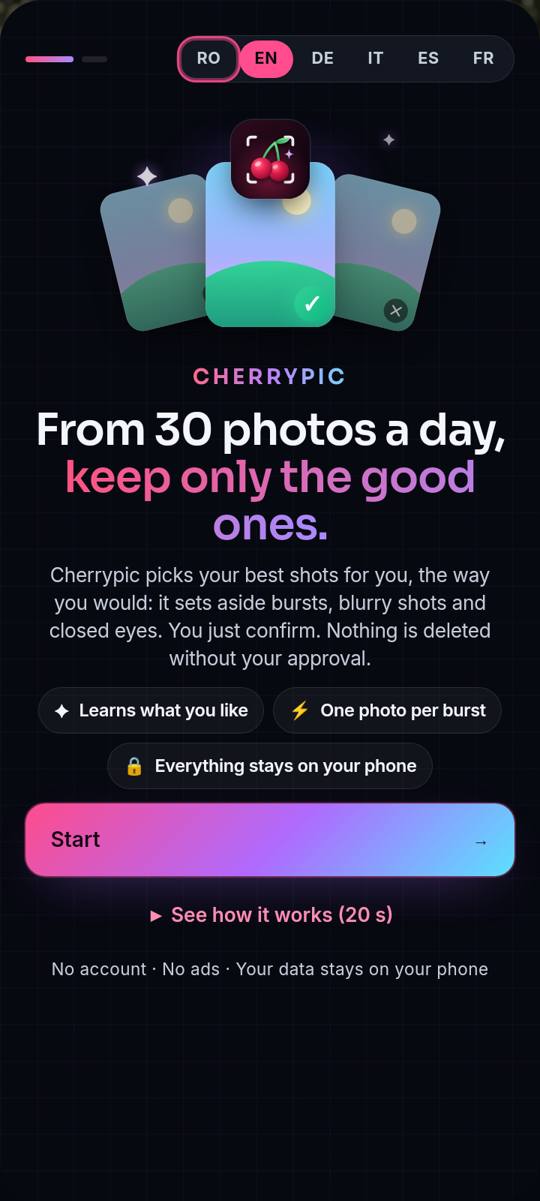 RO EN DE IT ES FR
CHERRYPIC
From 30 photos a day,
keep only the good
ones.
Cherrypic picks your best shots for you, the way
you would: it sets aside bursts, blurry shots and
closed eyes. You just confirm. Nothing is deleted
without your approval.
✦ Learns what you like ⚡ One photo per burst
🔒 Everything stays on your phone
Start →
▶ See how it works (20 s)
No account · No ads · Your data stays on your phone